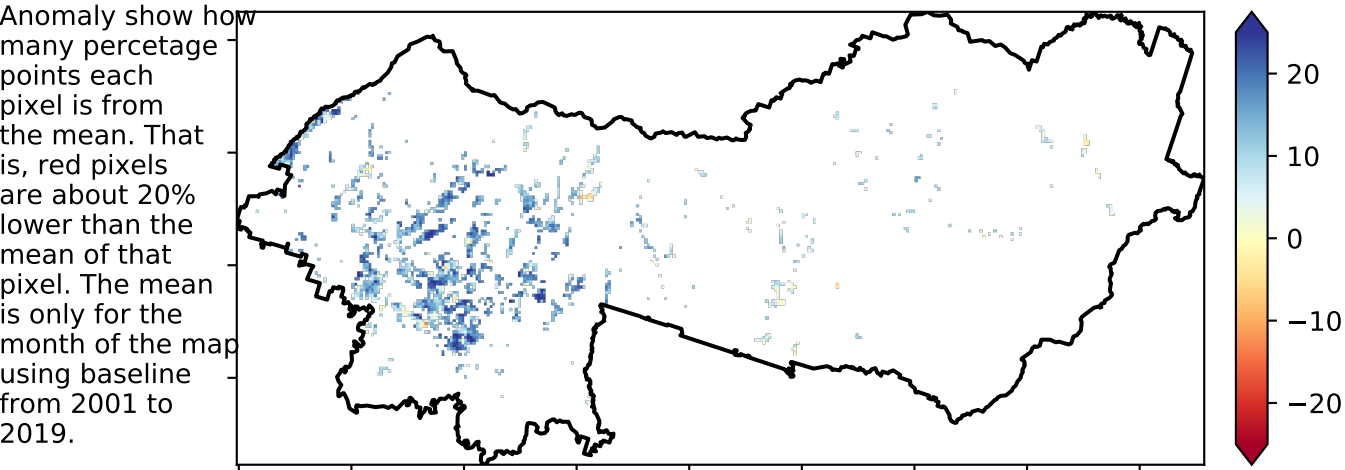 Anomaly show how
many percetage
points each
pixel is from
the mean. That
is, red pixels
are about 20%
lower than the
mean of that
pixel. The mean
is only for the
month of the map
using baseline
from 2001 to
2019.
20
10
0
−10
−20